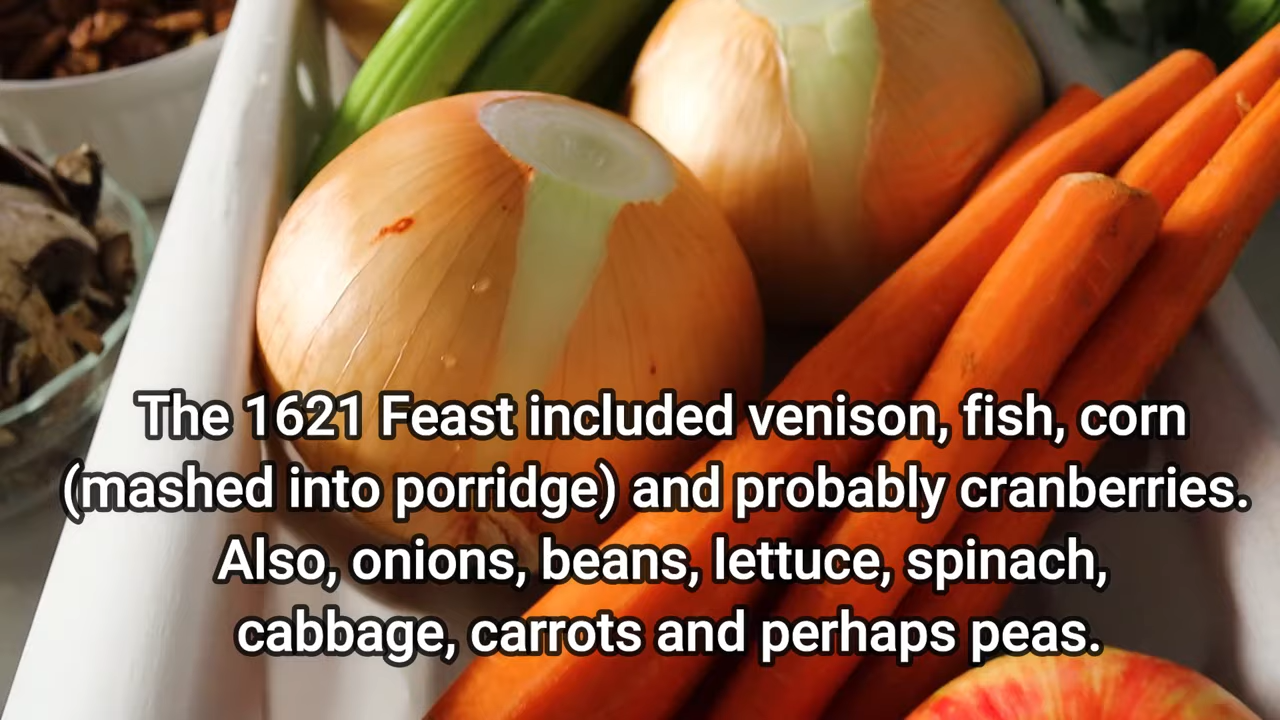 The 1621 Feast included venison, fish, corn
(mashed into porridge) and probably cranberries.
Also, onions, beans, lettuce, spinach,
cabbage, carrots and perhaps peas.